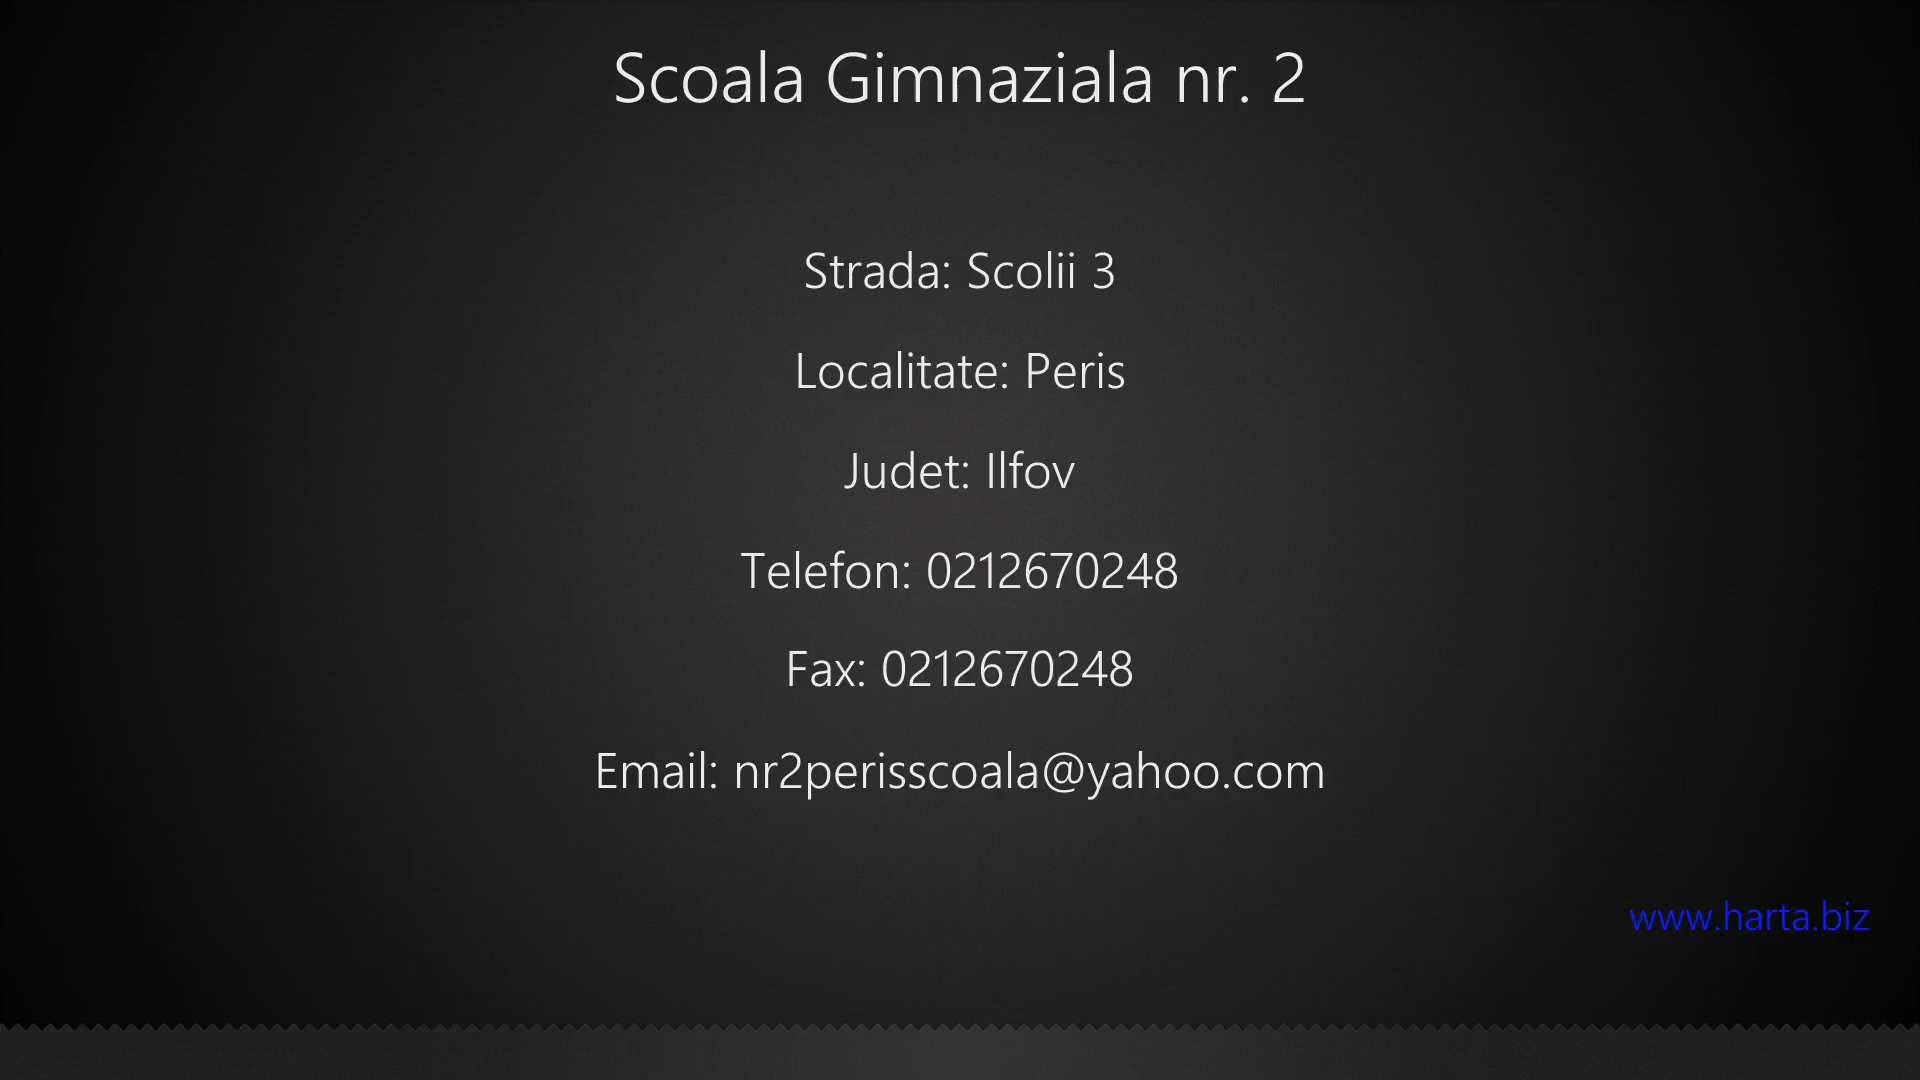 Scoala Gimnaziala nr. 2
Strada: Scolii 3
Localitate: Peris
Judet: Ilfov
Telefon: 0212670248
Fax: 0212670248
Email: nr2perisscoala@yahoo.com
www.harta.biz